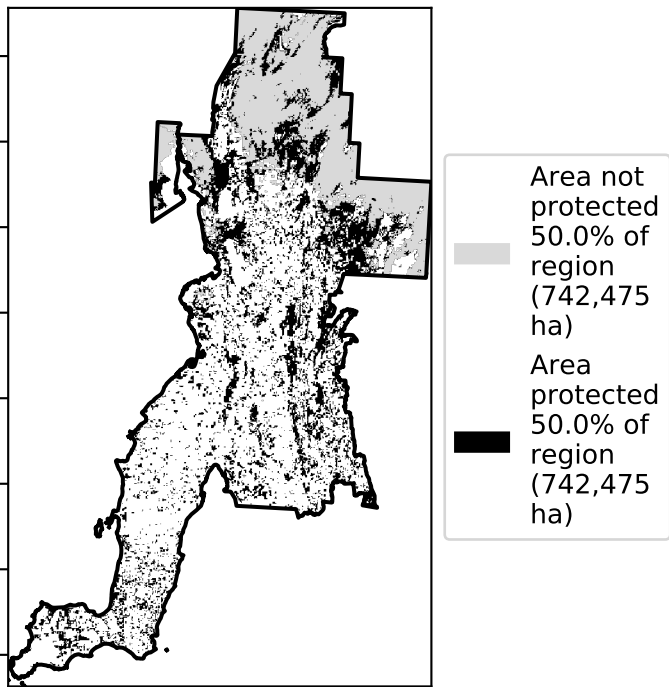 Area not
protected
50.0% of
region
(742,475
ha)
Area
protected
50.0% of
region
(742,475
ha)